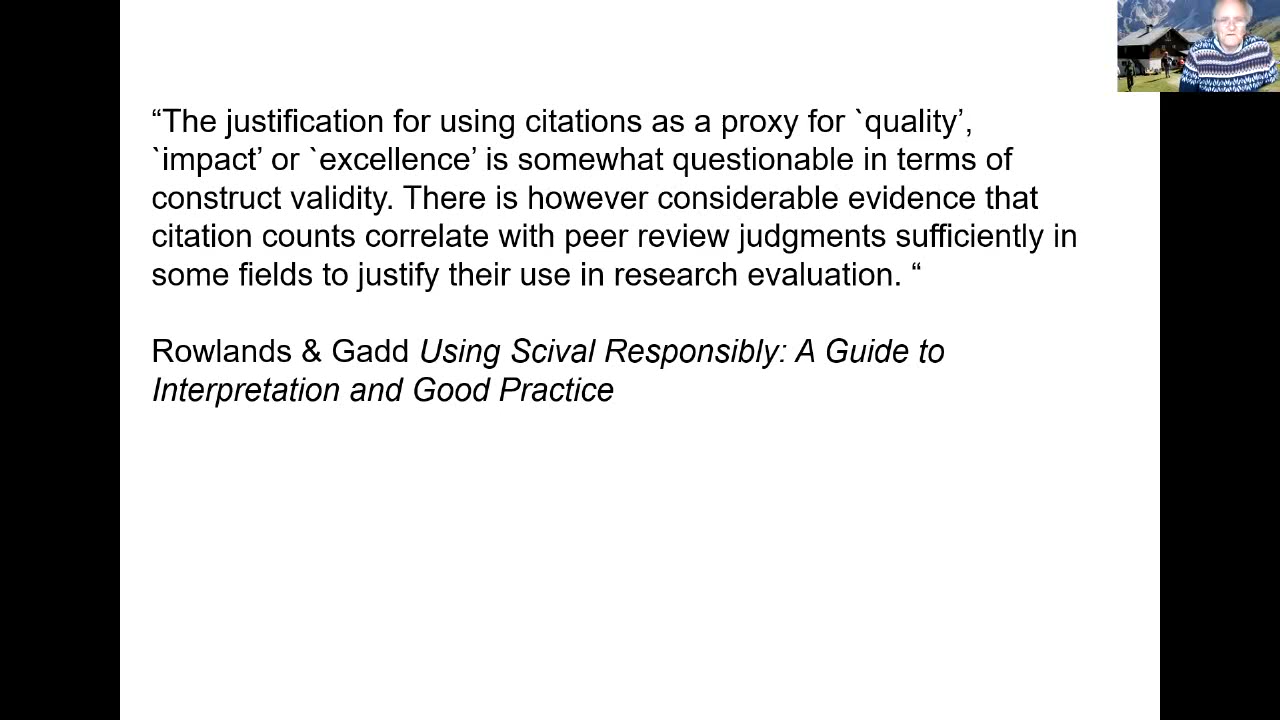 “The justification for using citations as a proxy for `quality’,
`impact’ or `excellence’ is somewhat questionable in terms of
construct validity. There is however considerable evidence that
citation counts correlate with peer review judgments sufficiently in
some fields to justify their use in research evaluation. “
Rowlands & Gadd Using Scival Responsibly: A Guide to
Interpretation and Good Practice